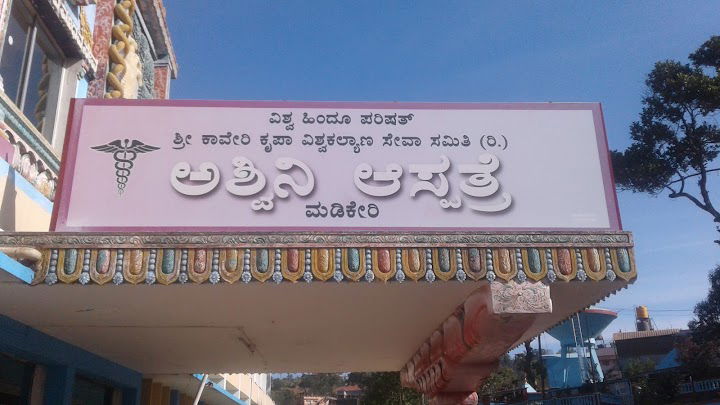 ವಿಶ್ವ ಹಿಂದೂ ಪರಿಷತ್
ಶ್ರೀ ಕಾವೇರಿ ಕೃಪಾ ವಿಶ್ವಕಲ್ಯಾಣ ಸೇವಾ ಸಮಿತಿ (ರಿ.)
ಅಶ್ವಿನಿ ಆಸ್ಪತ್ರೆ
ಮಡಿಕೇರಿ